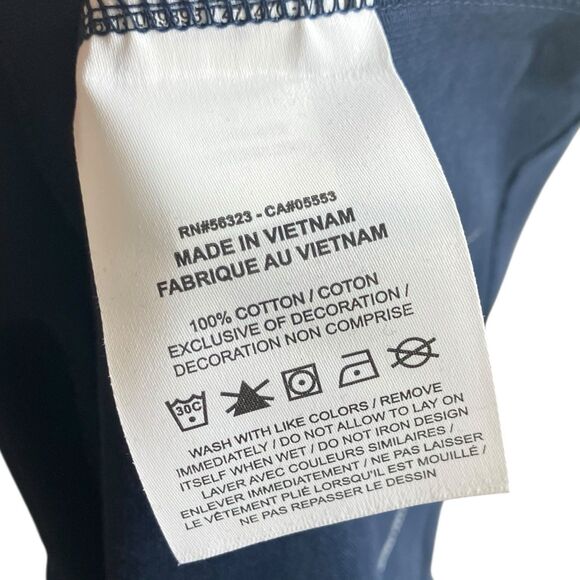 RN#56323 - CA#05553
MADE IN VIETNAM
FABRIQUE AU VIETNAM
100% COTTON / COTON
EXCLUSIVE OF DECORATION /
DECORATION NON COMPRISE
30C
WASH WITH LIKE COLORS / REMOVE
IMMEDIATELY / DO NOT ALLOW TO LAY ON
ITSELF WHEN WET / DO NOT IRON DESIGN
LAVER AVEC COULEURS SIMILAIRES /
ENLEVER IMMEDIATEMENT / NE PAS LAISSER
LE VÊTEMENT PLIÉ LORSQU'IL EST MOUILLÉ /
NE PAS REPASSER LE DESSIN